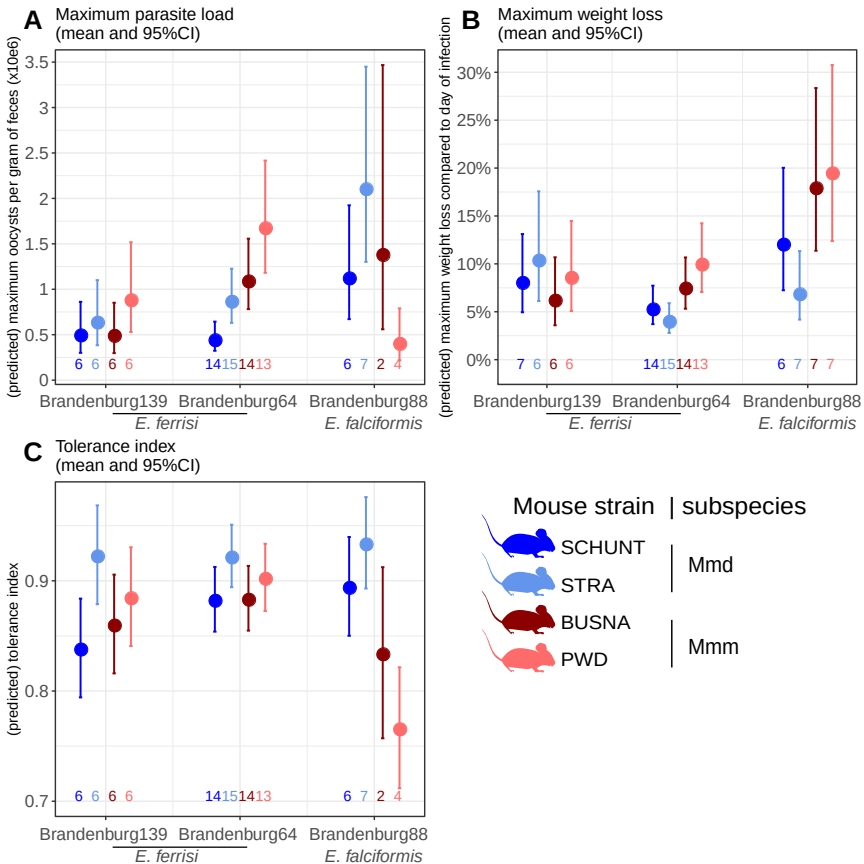 A Maximum parasite load
(mean and 95%CI)
(predicted) maximum oocysts per gram of feces (x10e6)
3.5
3
2.5
2
1.5
1
0.5
0
6 6 6 6 14 15 14 13 6 7 2 4
Brandenburg139 Brandenburg64 Brandenburg88
E. ferrisi E. falciformis
B Maximum weight loss
(mean and 95%CI)
(predicted) maximum weight loss compared to day of infection
30%
25%
20%
15%
10%
5%
0%
7 6 6 6 14 15 14 13 6 7 7 7
Brandenburg139 Brandenburg64 Brandenburg88
E. ferrisi E. falciformis
C Tolerance index
(mean and 95%CI)
(predicted) tolerance index
0.9
0.8
0.7
6 6 6 6 14 15 14 13 6 7 2 4
Brandenburg139 Brandenburg64 Brandenburg88
E. ferrisi E. falciformis
Mouse strain | subspecies
SCHUNT
STRA
Mmd
BUSNA
PWD
Mmm